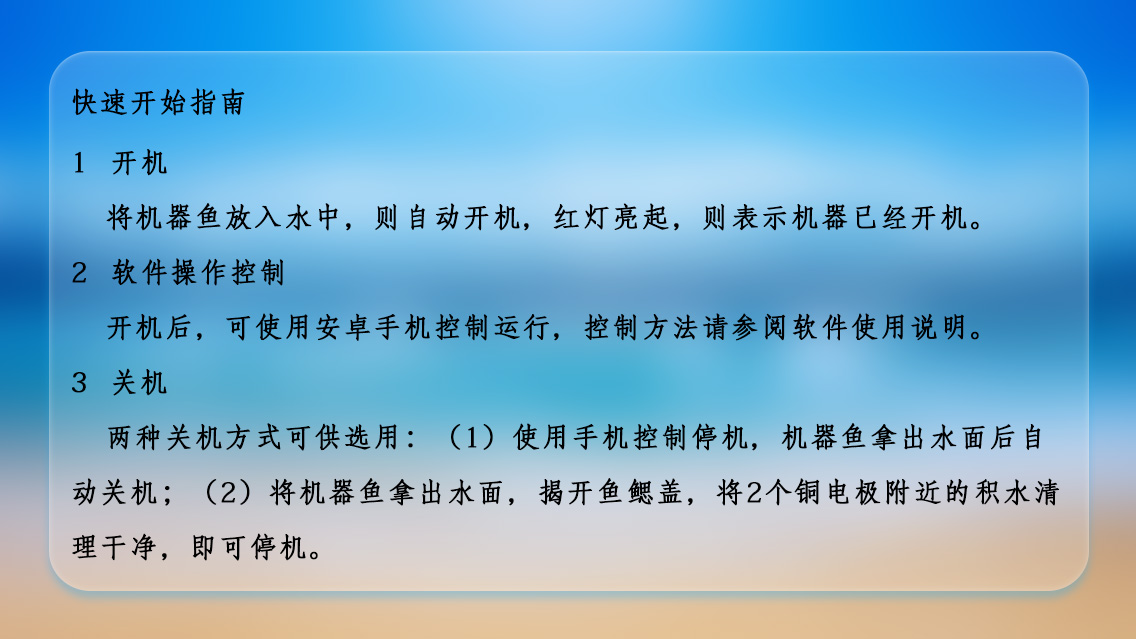 快速开始指南
1 开机
将机器鱼放入水中，则自动开机，红灯亮起，则表示机器已经开机。
2 软件操作控制
开机后，可使用安卓手机控制运行，控制方法请参阅软件使用说明。
3 关机
两种关机方式可供选用：（1）使用手机控制停机，机器鱼拿出水面后自
动关机；（2）将机器鱼拿出水面，揭开鱼鳃盖，将2个铜电极附近的积水清
理干净，即可停机。